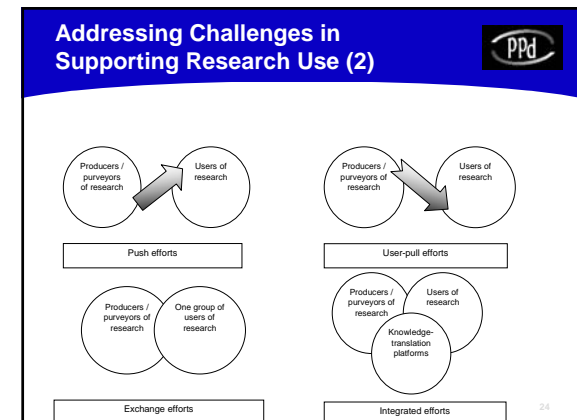 Addressing Challenges in
Supporting Research Use (2)
PPd
Producers /
purveyors
of research
Users of
research
Push efforts
Producers /
purveyors
of research
Users of
research
User-pull efforts
Producers /
purveyors of
research
One group of
users of
research
Exchange efforts
Producers /
purveyors of
research
Users of
research
Knowledge-
translation
platforms
Integrated efforts
24